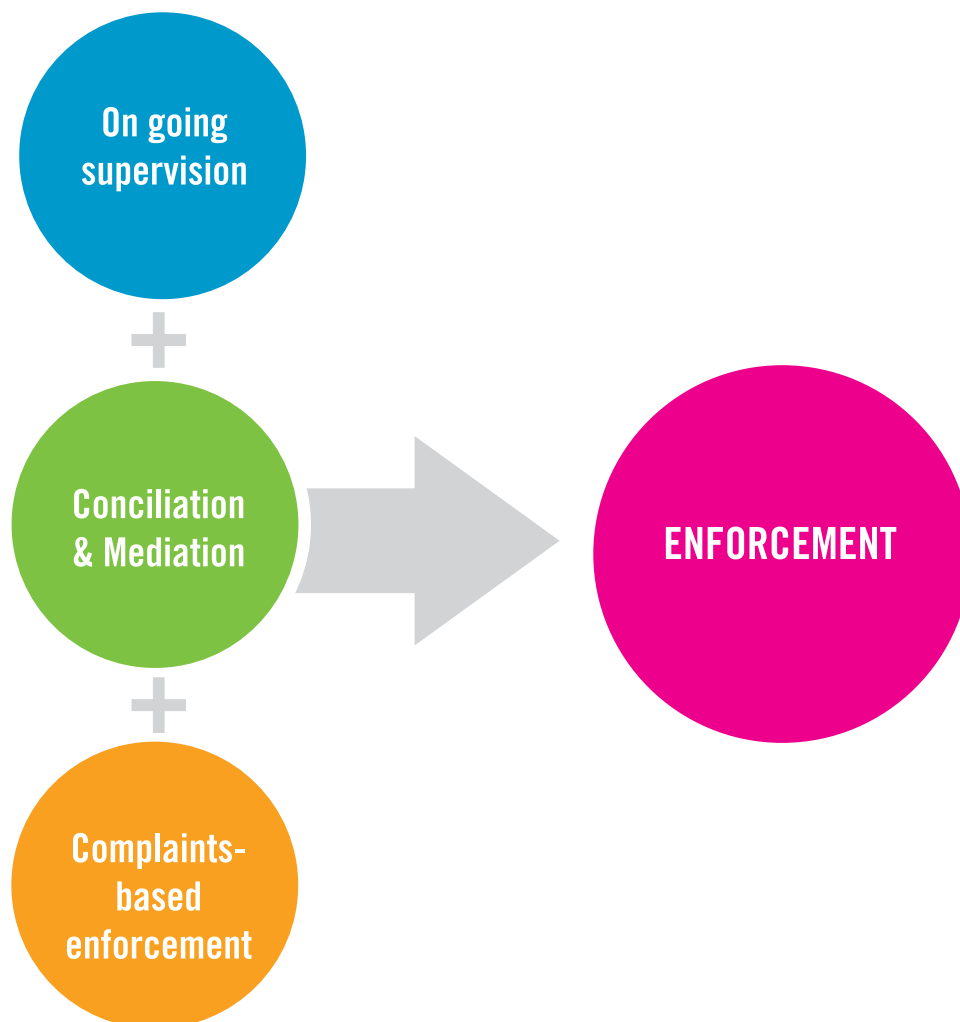 On going
supervision
+
Conciliation
& Mediation
+
Complaints-
based
enforcement
ENFORCEMENT